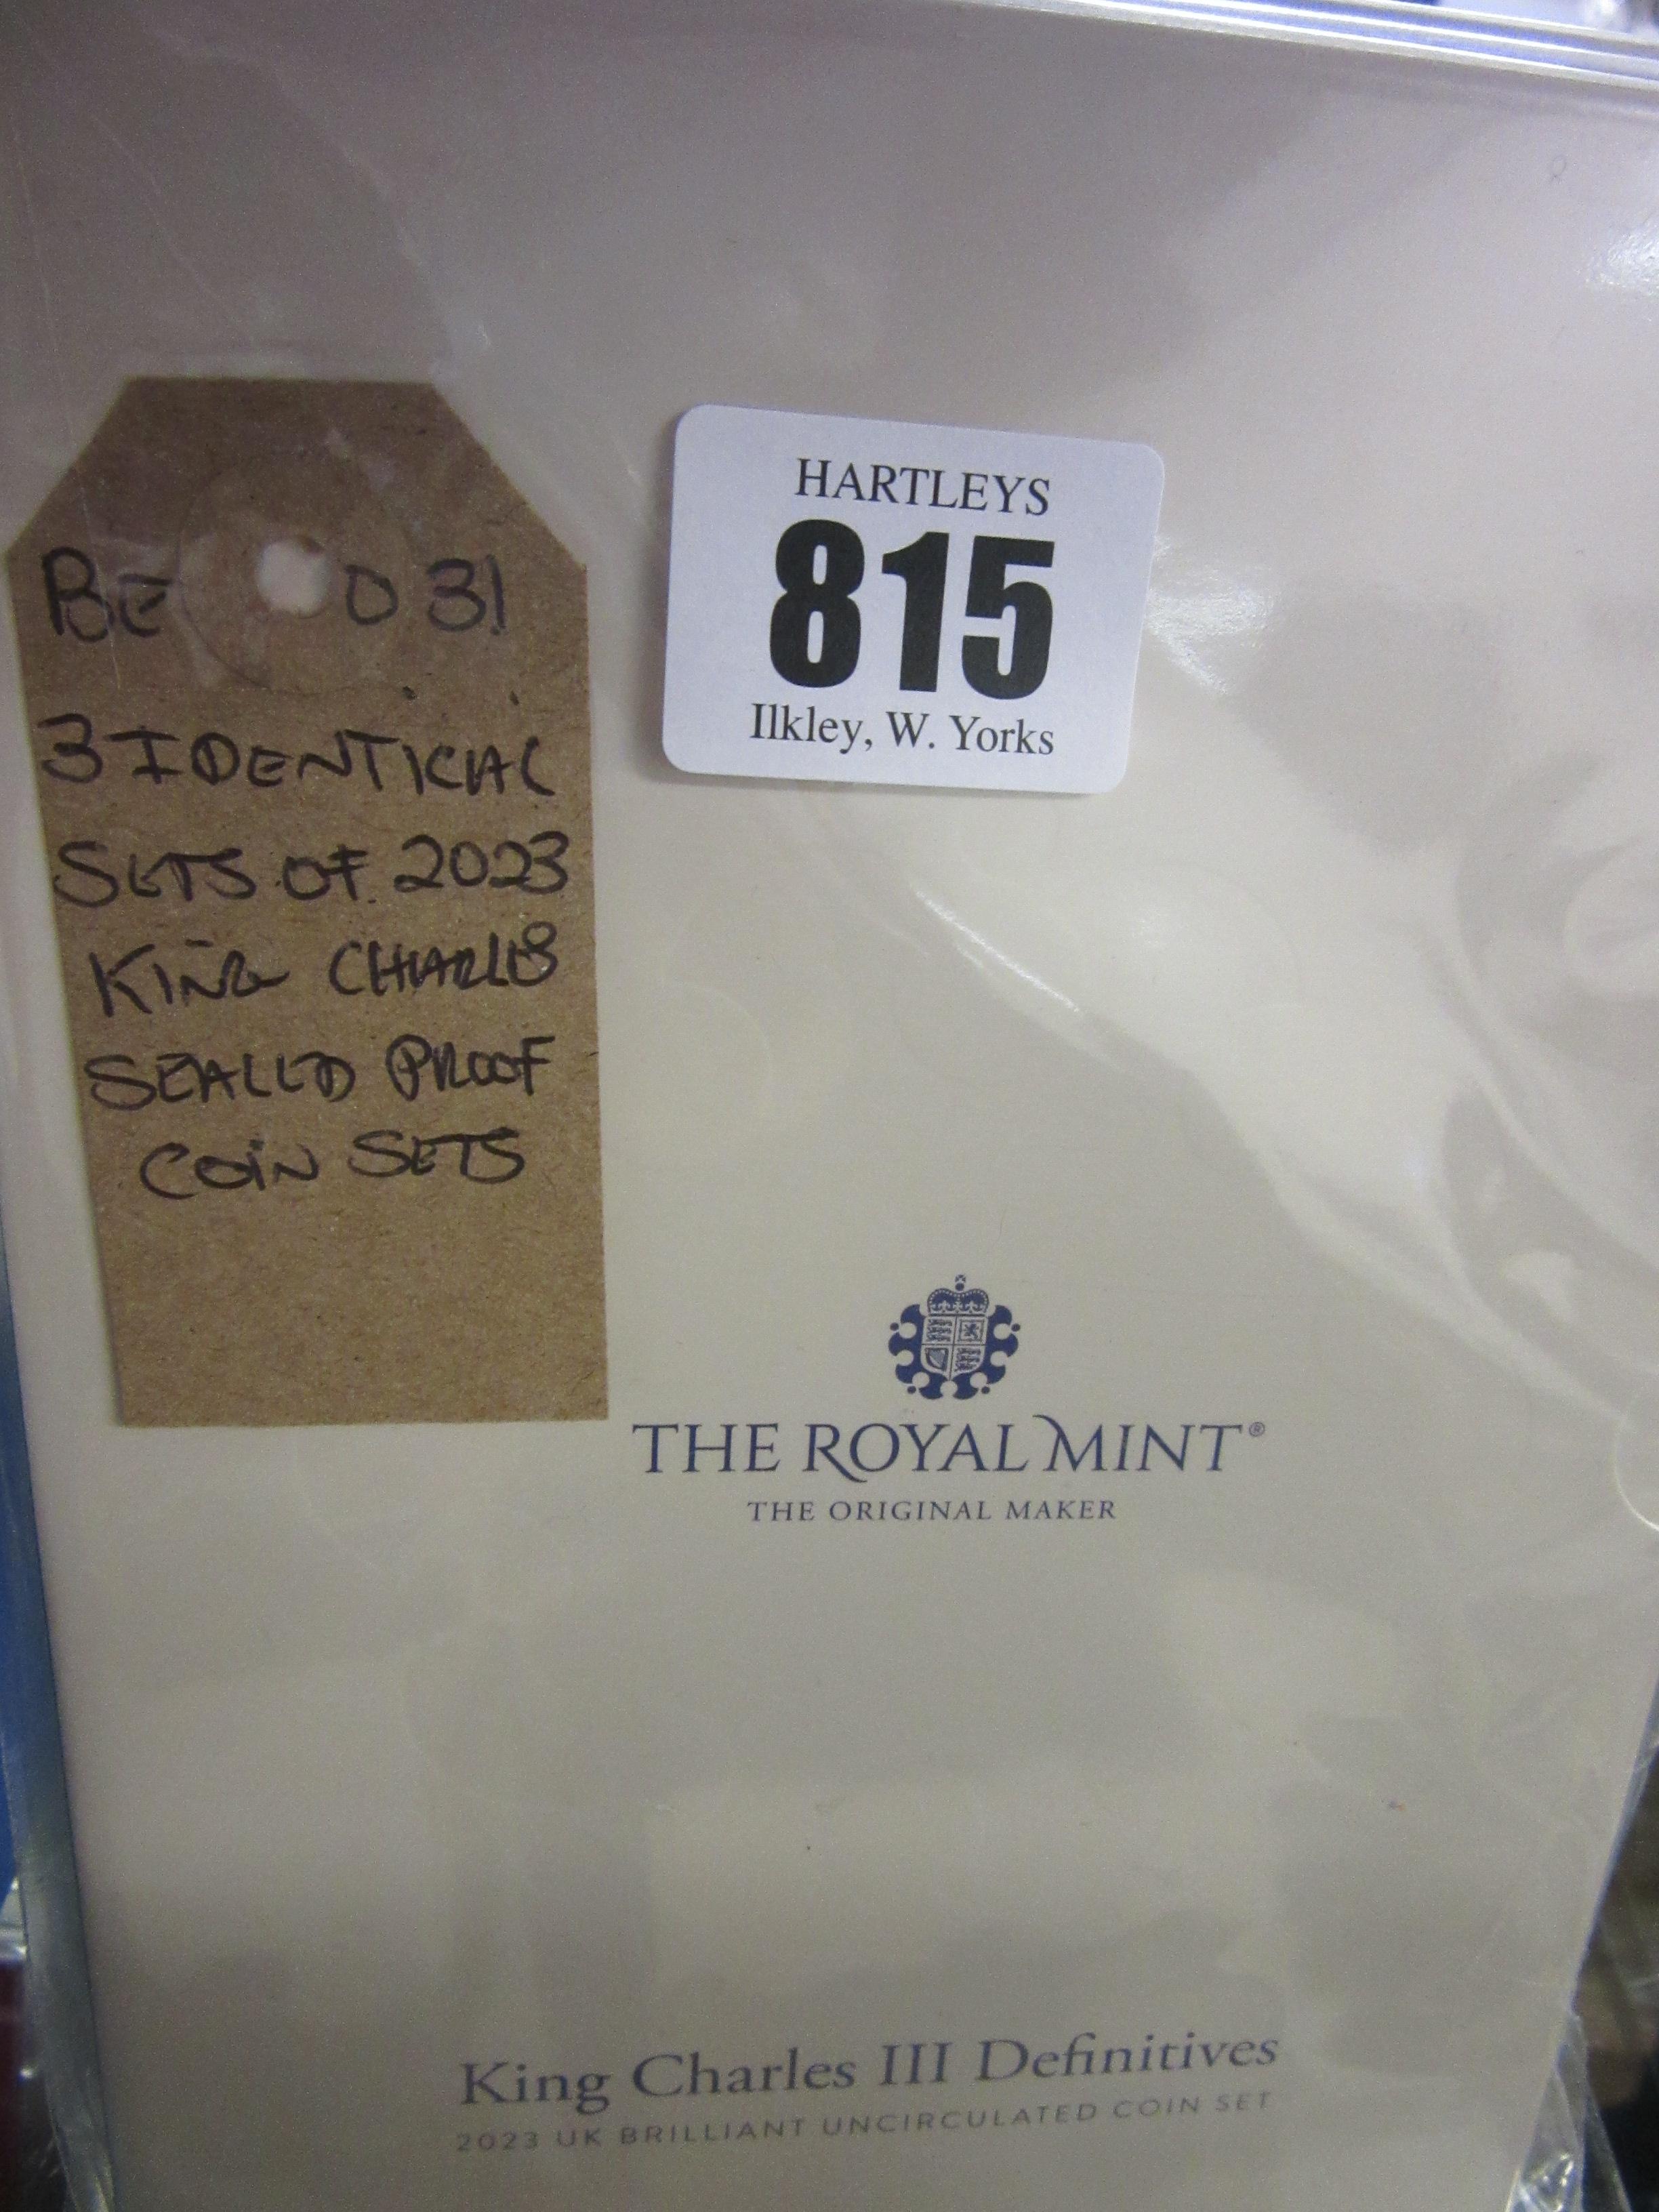 BE 031
3 IDENTICAL
SETS OF 2023
KING CHARLES
SEALED PROOF
COIN SETS
HARTLEYS
815
Ilkley, W. Yorks
THE ROYAL MINT®
THE ORIGINAL MAKER
King Charles III Definitives
2023 UK BRILLIANT UNCIRCULATED COIN SET